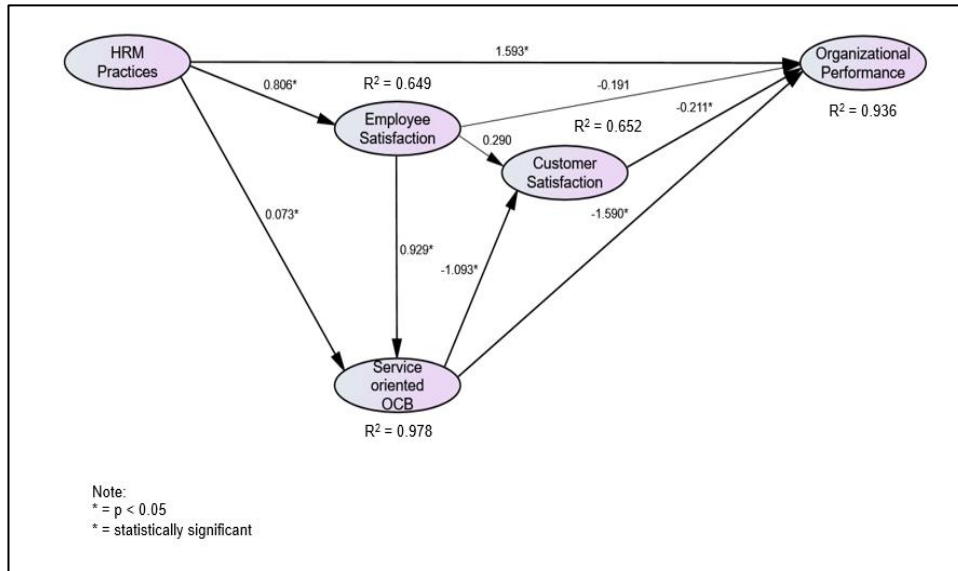 HRM
Practices
1.593*
Organizational
Performance
0.806*
R² = 0.649
-0.191
-0.211*
R² = 0.936
Employee
Satisfaction
R² = 0.652
0.290
Customer
Satisfaction
0.073*
-1.590*
0.929*
-1.093*
Service
oriented
OCB
R² = 0.978
Note:
* = p < 0.05
* = statistically significant